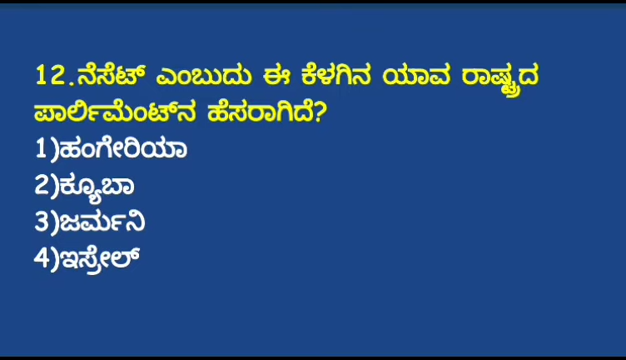 12.ನೆಸೆಟ್ ಎಂಬುದು ಈ ಕೆಳಗಿನ ಯಾವ ರಾಷ್ಟ್ರದ
ಪಾರ್ಲಿಮೆಂಟ್‌ನ ಹೆಸರಾಗಿದೆ?
1)ಹಂಗೇರಿಯಾ
2)ಕ್ಯೂಬಾ
3)ಜರ್ಮನಿ
4)ಇಸ್ರೇಲ್